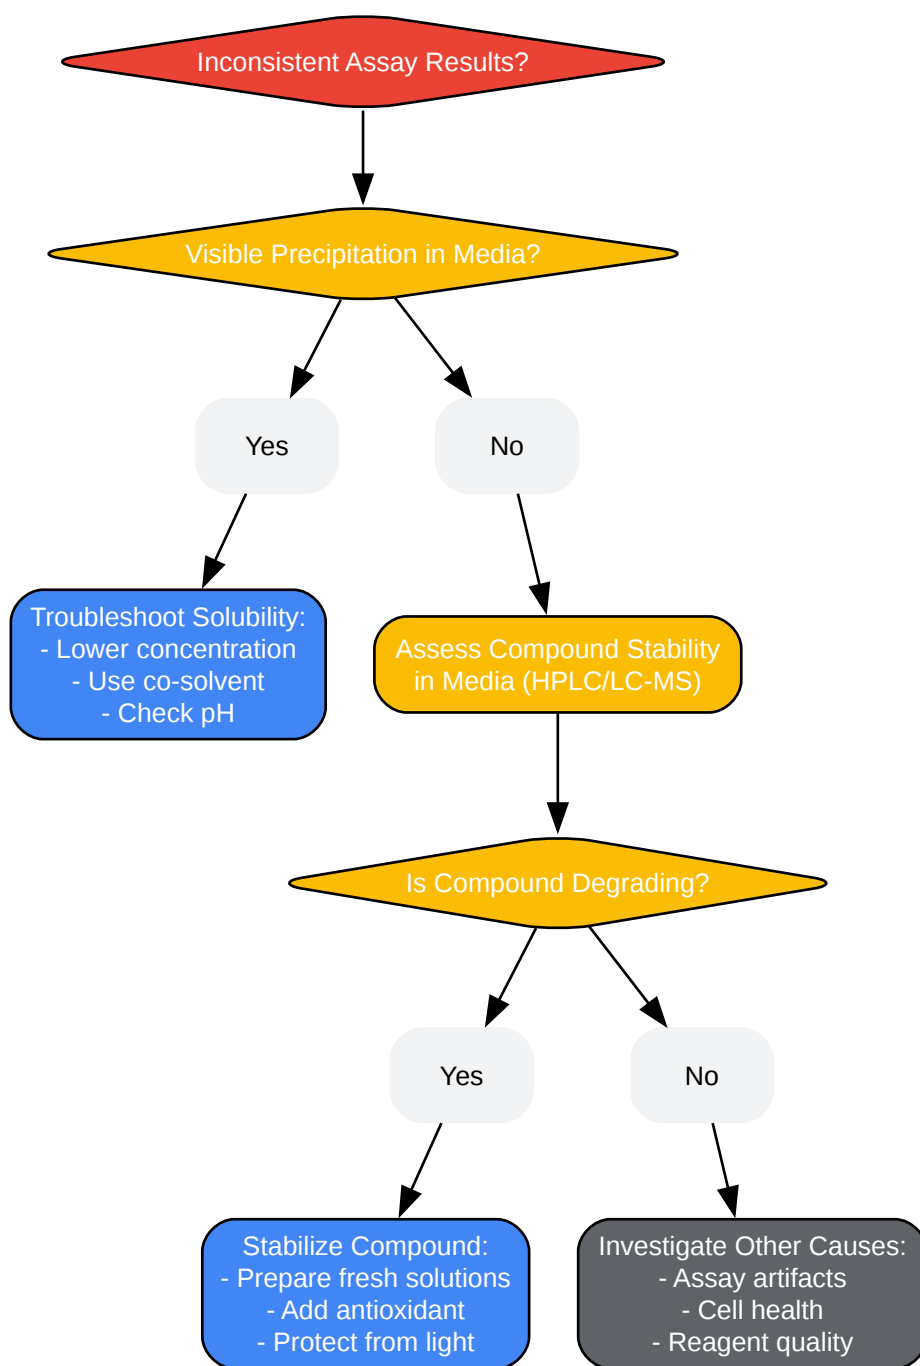 Inconsistent Assay Results?
Visible Precipitation in Media?
Yes
No
Troubleshoot Solubility:
- Lower concentration
- Use co-solvent
- Check pH
Assess Compound Stability
in Media (HPLC/LC-MS)
Is Compound Degrading?
Yes
No
Stabilize Compound:
- Prepare fresh solutions
- Add antioxidant
- Protect from light
Investigate Other Causes:
- Assay artifacts
- Cell health
- Reagent quality